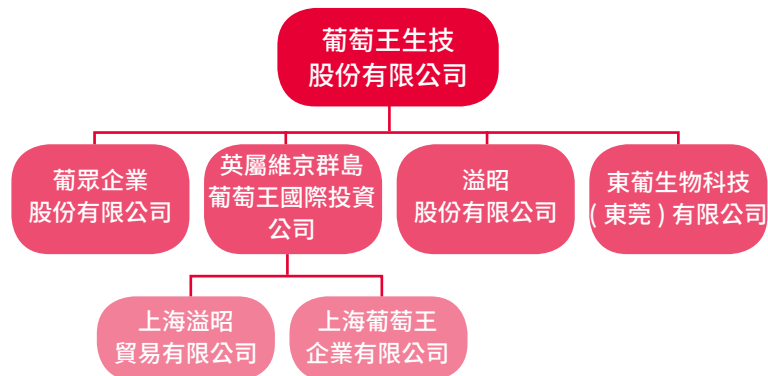 葡萄王生技
股份有限公司
葡眾企業
股份有限公司
英屬維京群島
葡萄王國際投資
公司
溢昭
股份有限公司
東葡生物科技
( 東莞 ) 有限公司
上海溢昭
貿易有限公司
上海葡萄王
企業有限公司